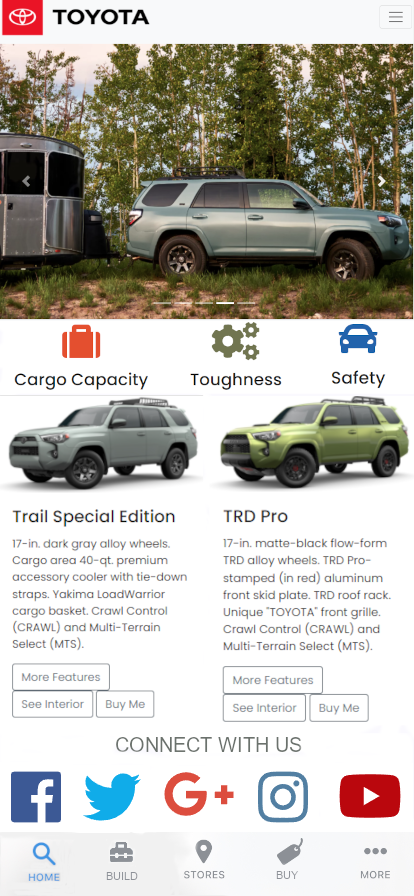 TOYOTA
Cargo Capacity
Toughness
Safety
Trail Special Edition
17-in. dark gray alloy wheels.
Cargo area 40-qt. premium
accessory cooler with tie-down
straps. Yakima LoadWarrior
cargo basket. Crawl Control
(CRAWL) and Multi-Terrain
Select (MTS).
More Features
See Interior
Buy Me
TRD Pro
17-in. matte-black flow-form
TRD alloy wheels. TRD Pro-
stamped (in red) aluminum
front skid plate. TRD roof rack.
Unique "TOYOTA" front grille.
Crawl Control (CRAWL) and
Multi-Terrain Select (MTS).
More Features
See Interior
Buy Me
CONNECT WITH US
HOME
BUILD
STORES
BUY
MORE